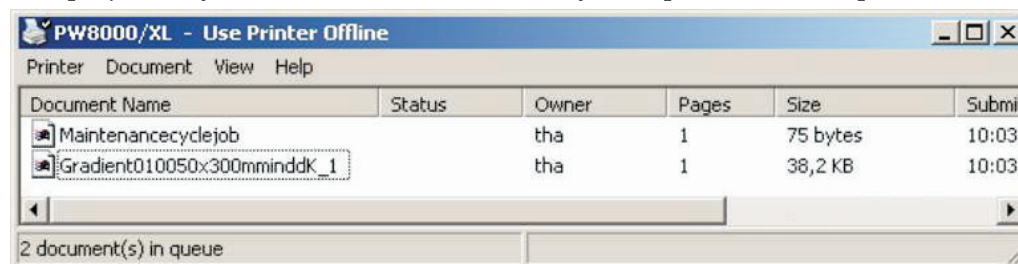 PW8000/XL - Use Printer Offline
Printer Document View Help
Document Name Status Owner Pages Size Submi
Maintenancecyclejob tha 1 75 bytes 10:03
Gradient010050x300mminddK_1 tha 1 38,2 KB 10:03
2 document(s) in queue